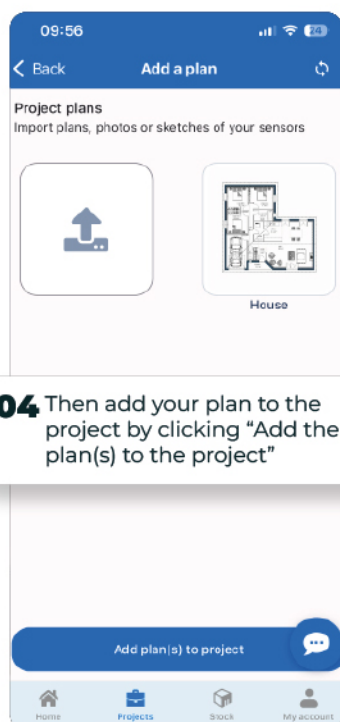 09:56
24
Back
Add a plan
Project plans
Import plans, photos or sketches of your sensors
House
04 Then add your plan to the
project by clicking “Add the
plan(s) to the project”
Add plan(s) to project
Home
Projects
Stock
My account